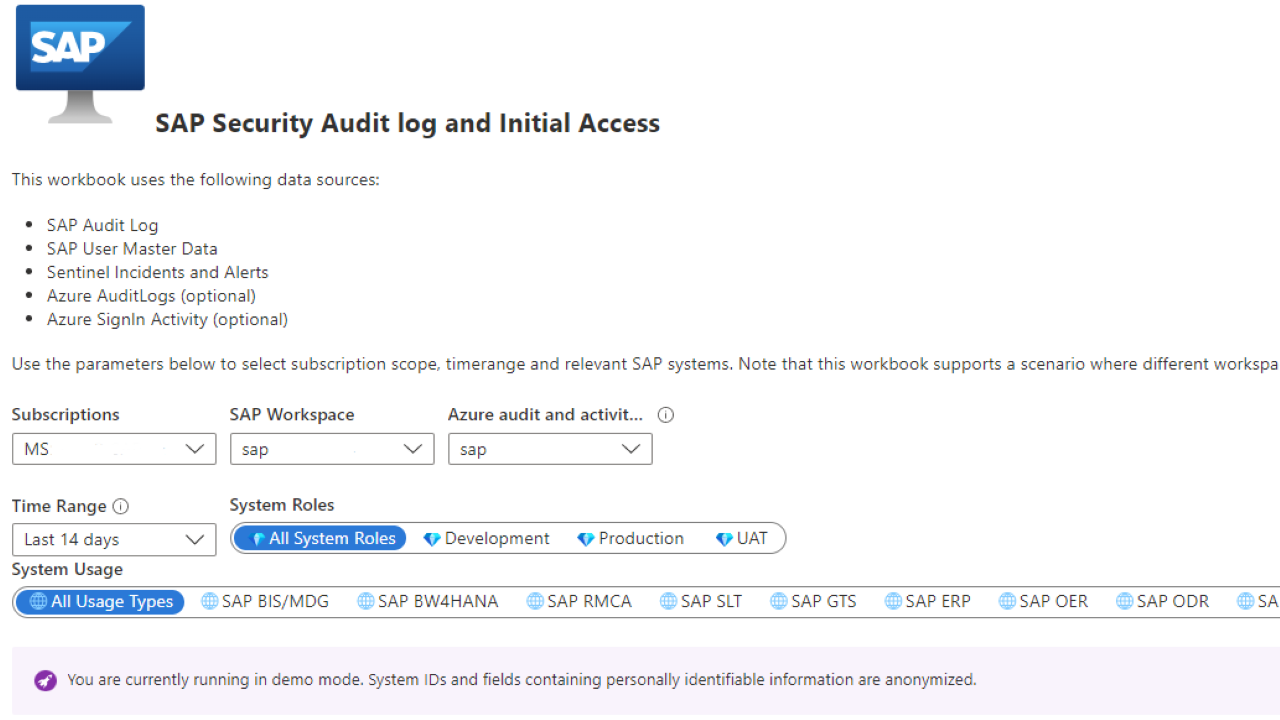 SAP
SAP Security Audit log and Initial Access
This workbook uses the following data sources:
SAP Audit Log
SAP User Master Data
Sentinel Incidents and Alerts
Azure AuditLogs (optional)
Azure SignIn Activity (optional)
Use the parameters below to select subscription scope, timerange and relevant SAP systems. Note that this workbook supports a scenario where different workspa
Subscriptions SAP Workspace Azure audit and activit...
MS sap sap
Time Range System Roles
Last 14 days All System Roles Development Production UAT
System Usage
All Usage Types SAP BIS/MDG SAP BW4HANA SAP RMCA SAP SLT SAP GTS SAP ERP SAP OER SAP ODR SA
You are currently running in demo mode. System IDs and fields containing personally identifiable information are anonymized.